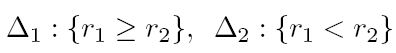 Δ₁ : {r₁ ≥ r₂}, Δ₂ : {r₁ < r₂}